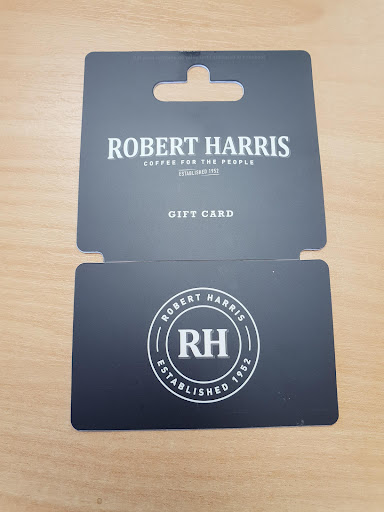 ROBERT HARRIS
COFFEE FOR THE PEOPLE
ESTABLISHED 1952
GIFT CARD
ROBERT HARRIS
RH
ESTABLISHED 1952